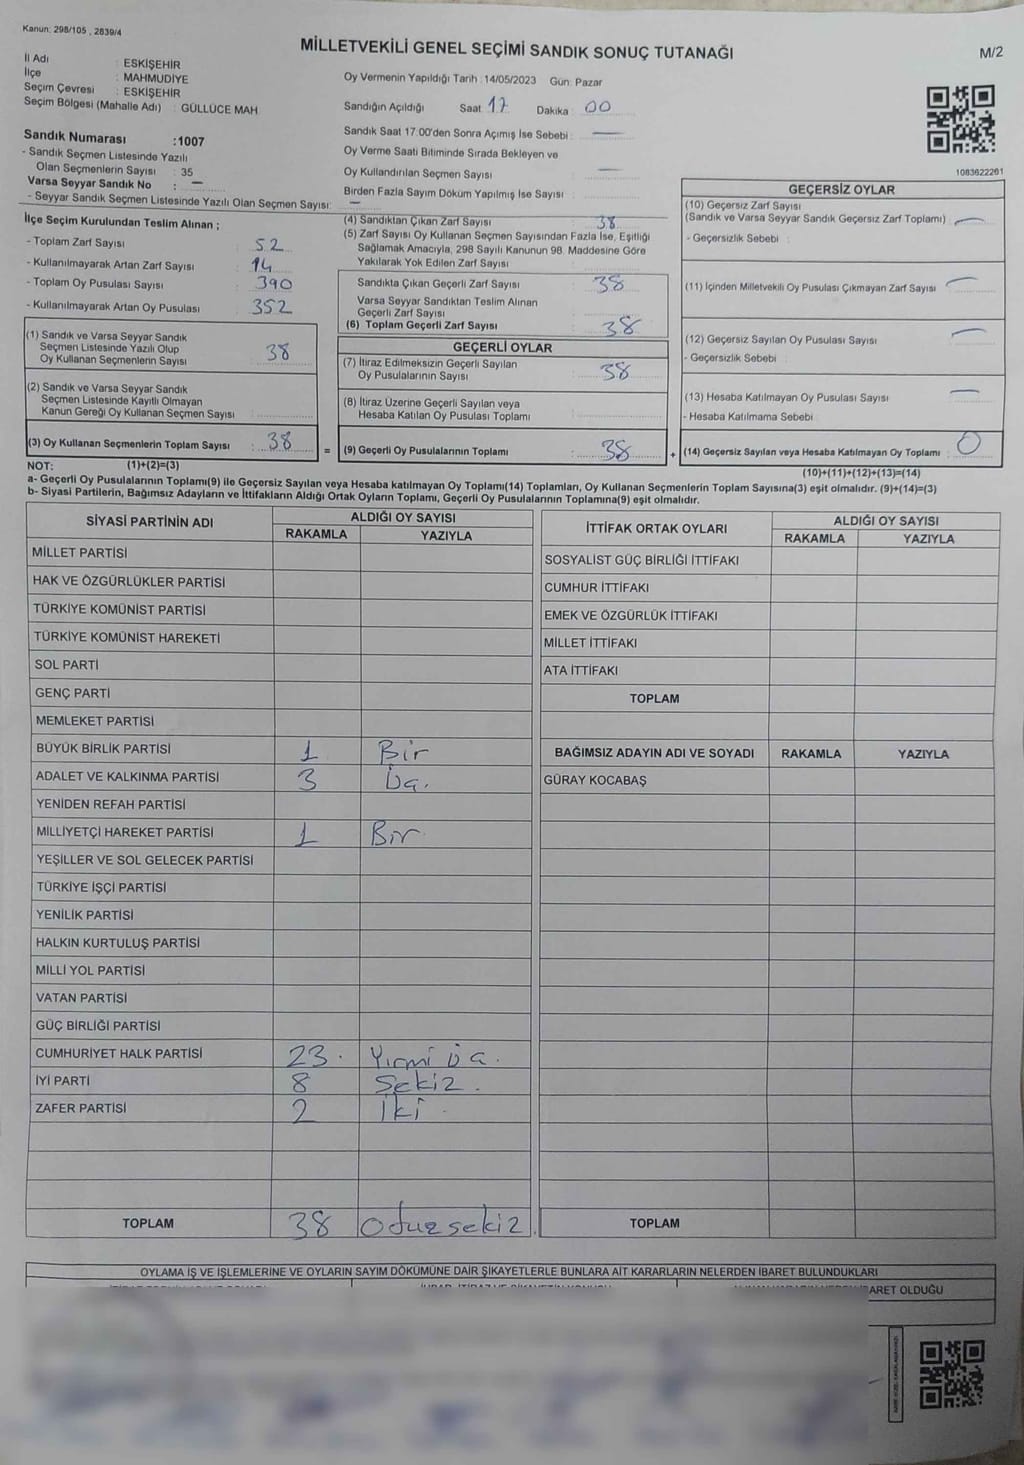 Kanun: 298/105 , 2839/4
MİLLETVEKİLİ GENEL SEÇİMİ SANDIK SONUÇ TUTANAĞI
M/2
İl Adı : ESKİŞEHİR
İlçe : MAHMUDİYE
Seçim Çevresi : ESKİŞEHİR
Seçim Bölgesi (Mahalle Adı) : GÜLLÜCE MAH
Sandık Numarası :1007
- Sandık Seçmen Listesinde Yazılı
Olan Seçmenlerin Sayısı : 35
Varsa Seyyar Sandık No : —
- Seyyar Sandık Seçmen Listesinde Yazılı Olan Seçmen Sayısı: —
Oy Vermenin Yapıldığı Tarih :14/05/2023 Gün: Pazar
Sandığın Açıldığı Saat 17 Dakika : 00
Sandık Saat 17:00'den Sonra Açımış İse Sebebi : —
Oy Verme Saati Bitiminde Sırada Bekleyen ve
Oy Kullandırılan Seçmen Sayısı : —
Birden Fazla Sayım Döküm Yapılmış İse Sayısı :
1083622261
İlçe Seçim Kurulundan Teslim Alınan ;
- Toplam Zarf Sayısı : 52
- Kullanılmayarak Artan Zarf Sayısı : 14
- Toplam Oy Pusulası Sayısı : 390
- Kullanılmayarak Artan Oy Pusulası : 352
(1) Sandık ve Varsa Seyyar Sandık
Seçmen Listesinde Yazılı Olup
Oy Kullanan Seçmenlerin Sayısı : 38
(2) Sandık ve Varsa Seyyar Sandık
Seçmen Listesinde Kayıtlı Olmayan
Kanun Gereği Oy Kullanan Seçmen Sayısı :
(3) Oy Kullanan Seçmenlerin Toplam Sayısı : 38 =
(4) Sandıktan Çıkan Zarf Sayısı : 38
(5) Zarf Sayısı Oy Kullanan Seçmen Sayısından Fazla İse, Eşitliği
Sağlamak Amacıyla, 298 Sayılı Kanunun 98. Maddesine Göre
Yakılarak Yok Edilen Zarf Sayısı :
Sandıkta Çıkan Geçerli Zarf Sayısı : 38
Varsa Seyyar Sandıktan Teslim Alınan
Geçerli Zarf Sayısı :
(6) Toplam Geçerli Zarf Sayısı : 38
GEÇERLİ OYLAR
(7) İtiraz Edilmeksizin Geçerli Sayılan
Oy Pusulalarının Sayısı : 38
(8) İtiraz Üzerine Geçerli Sayılan veya
Hesaba Katılan Oy Pusulası Toplamı :
(9) Geçerli Oy Pusulalarının Toplamı : 38 +
GEÇERSİZ OYLAR
(10) Geçersiz Zarf Sayısı
(Sandık ve Varsa Seyyar Sandık Geçersiz Zarf Toplamı) : —
- Geçersizlik Sebebi :
(11) İçinden Milletvekili Oy Pusulası Çıkmayan Zarf Sayısı : —
(12) Geçersiz Sayılan Oy Pusulası Sayısı : —
- Geçersizlik Sebebi :
(13) Hesaba Katılmayan Oy Pusulası Sayısı : —
- Hesaba Katılmama Sebebi :
(14) Geçersiz Sayılan veya Hesaba Katılmayan Oy Toplamı : 0
NOT: (1)+(2)=(3)
(10)+(11)+(12)+(13)=(14)
a- Geçerli Oy Pusulalarının Toplamı(9) ile Geçersiz Sayılan veya Hesaba katılmayan Oy Toplamı(14) Toplamları, Oy Kullanan Seçmenlerin Toplam Sayısına(3) eşit olmalıdır. (9)+(14)=(3)
b- Siyasi Partilerin, Bağımsız Adayların ve İttifakların Aldığı Ortak Oyların Toplamı, Geçerli Oy Pusulalarının Toplamına(9) eşit olmalıdır.
SİYASİ PARTİNİN ADI
ALDIĞI OY SAYISI
RAKAMLA YAZIYLA
MİLLET PARTİSİ
HAK VE ÖZGÜRLÜKLER PARTİSİ
TÜRKİYE KOMÜNİST PARTİSİ
TÜRKİYE KOMÜNİST HAREKETİ
SOL PARTİ
GENÇ PARTİ
MEMLEKET PARTİSİ
BÜYÜK BİRLİK PARTİSİ 1 Bir
ADALET VE KALKINMA PARTİSİ 3 Üç.
YENİDEN REFAH PARTİSİ
MİLLİYETÇİ HAREKET PARTİSİ 1 Bir.
YEŞİLLER VE SOL GELECEK PARTİSİ
TÜRKİYE İŞÇİ PARTİSİ
YENİLİK PARTİSİ
HALKIN KURTULUŞ PARTİSİ
MİLLİ YOL PARTİSİ
VATAN PARTİSİ
GÜÇ BİRLİĞİ PARTİSİ
CUMHURİYET HALK PARTİSİ 23. Yirmi üç.
İYİ PARTİ 8 Sekiz.
ZAFER PARTİSİ 2 İki.
TOPLAM 38 Otuzsekiz.
İTTİFAK ORTAK OYLARI
ALDIĞI OY SAYISI
RAKAMLA YAZIYLA
SOSYALİST GÜÇ BİRLİĞİ İTTİFAKI
CUMHUR İTTİFAKI
EMEK VE ÖZGÜRLÜK İTTİFAKI
MİLLET İTTİFAKI
ATA İTTİFAKI
TOPLAM
BAĞIMSIZ ADAYIN ADI VE SOYADI RAKAMLA YAZIYLA
GÜRAY KOCABAŞ
TOPLAM
OYLAMA İŞ VE İŞLEMLERİNE VE OYLARIN SAYIM DÖKÜMÜNE DAİR ŞİKAYETLERLE BUNLARA AİT KARARLARIN NELERDEN İBARET BULUNDUKLARI
OLDUĞU